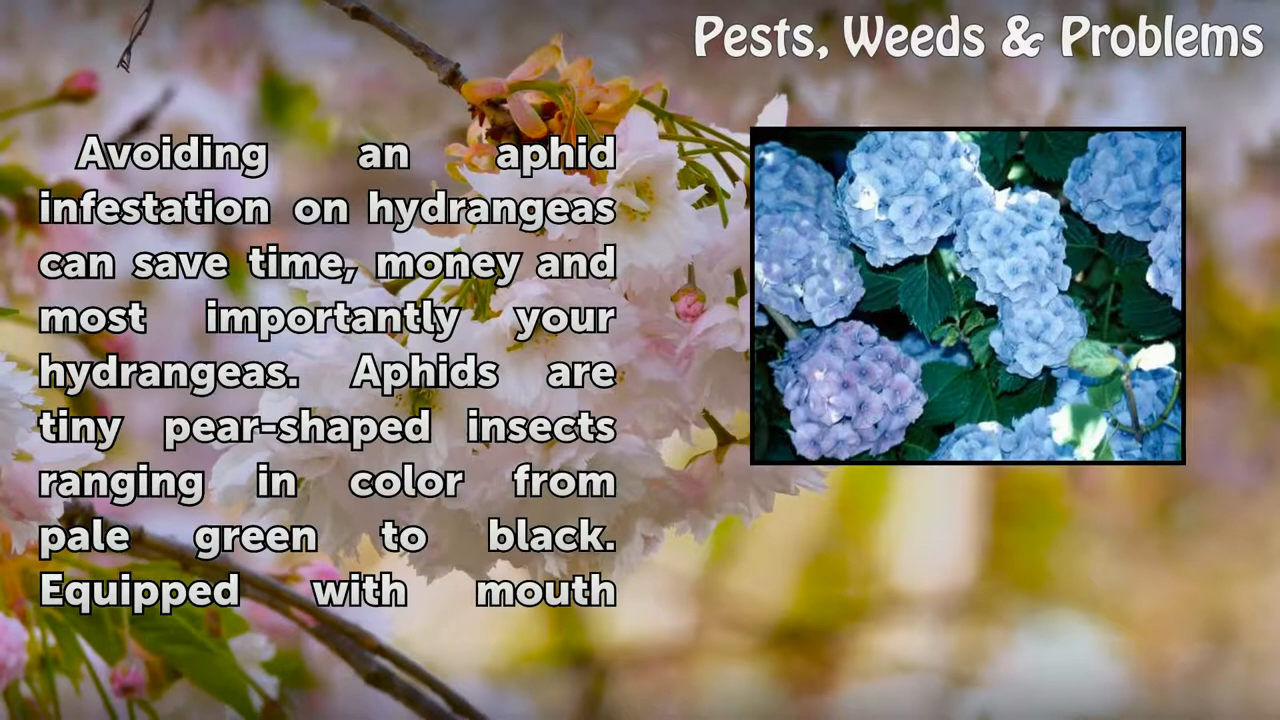 Pests, Weeds & Problems
Avoiding an aphid
infestation on hydrangeas
can save time, money and
most importantly your
hydrangeas. Aphids are
tiny pear-shaped insects
ranging in color from
pale green to black.
Equipped with mouth